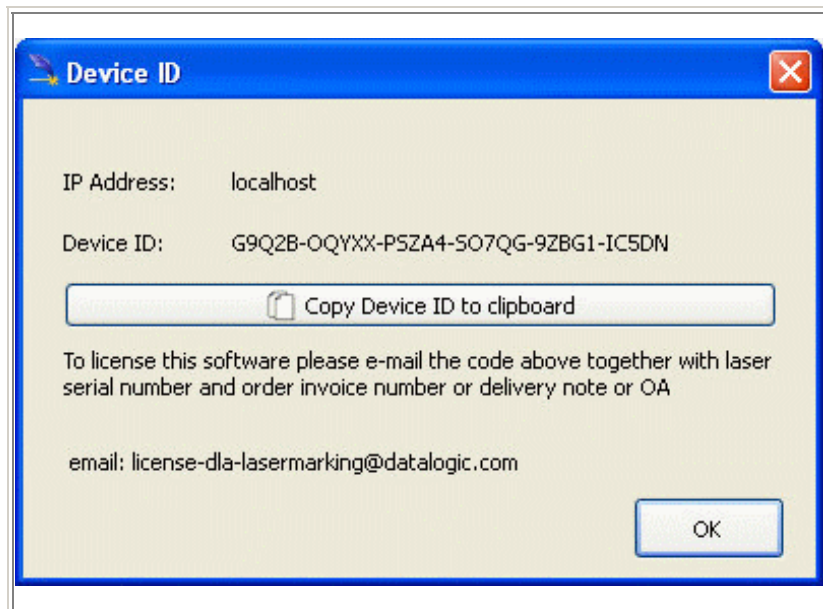 Device ID
IP Address: localhost
Device ID: G9Q2B-OQYXX-PSZA4-SO7QG-9ZBG1-IC5DN
Copy Device ID to clipboard
To license this software please e-mail the code above together with laser
serial number and order invoice number or delivery note or OA
email: license-dla-lasermarking@datalogic.com
OK